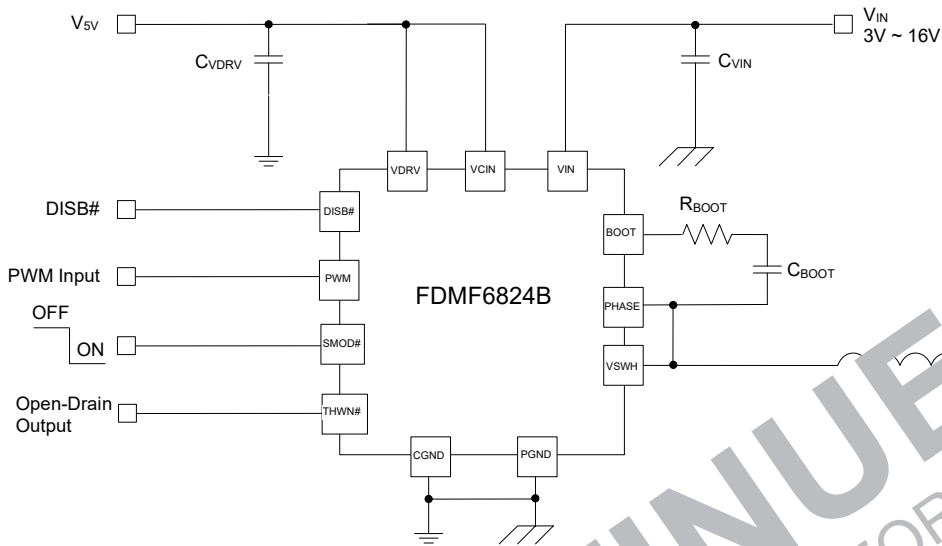 V5V
VIN
3V ~ 16V
CVDRV
CVIN
VDRV
VCIN
VIN
DISB#
DISB#
BOOT
RBOOT
CBOOT
PWM Input
PWM
FDMF6824B
PHASE
OFF
ON
SMOD#
VSWH
Open-Drain
Output
THWN#
CGND
PGND